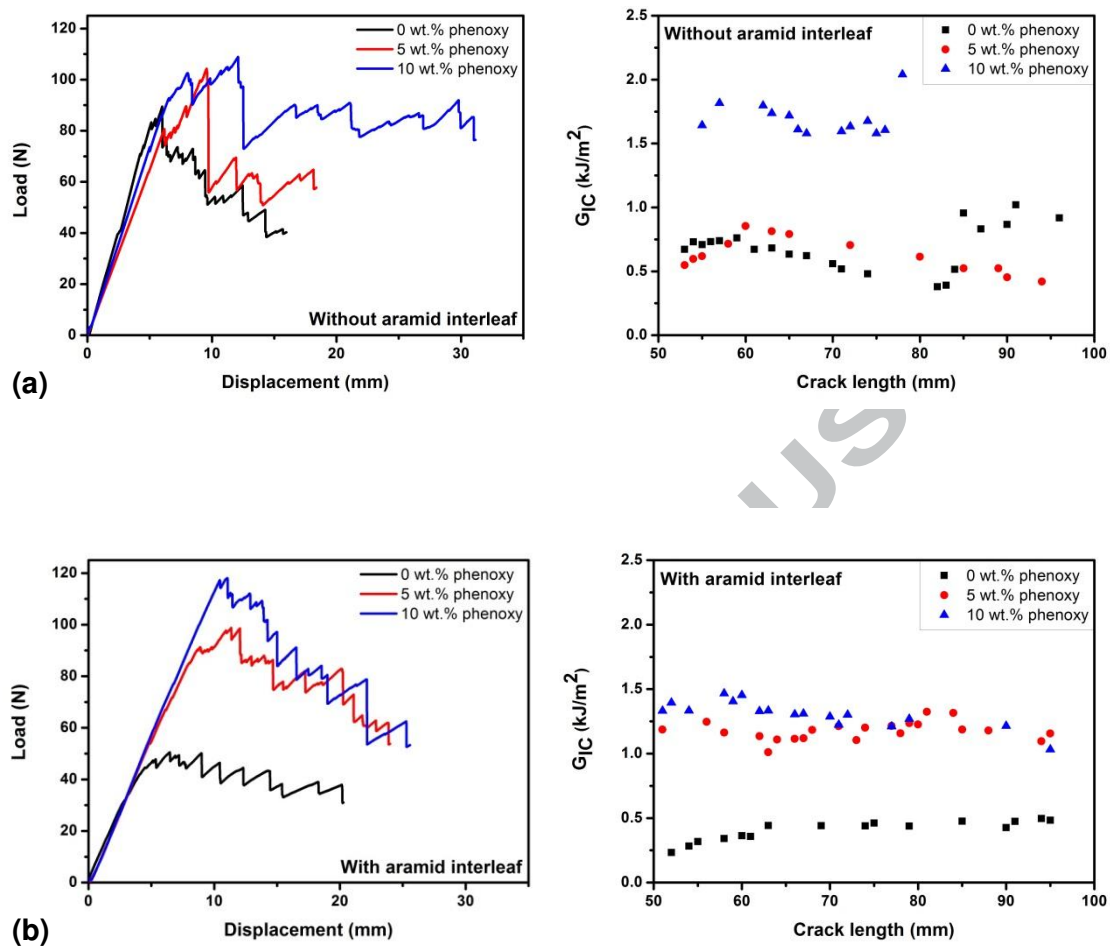 120
100
80
60
40
20
0
Load (N)
0 wt.% phenoxy
5 wt.% phenoxy
10 wt.% phenoxy
Without aramid interleaf
0 10 20 30
Displacement (mm)
(a)
2.5
2.0
1.5
1.0
0.5
0.0
GIC (kJ/m²)
Without aramid interleaf
0 wt.% phenoxy
5 wt.% phenoxy
10 wt.% phenoxy
50 60 70 80 90 100
Crack length (mm)
120
100
80
60
40
20
0
Load (N)
0 wt.% phenoxy
5 wt.% phenoxy
10 wt.% phenoxy
With aramid interleaf
0 10 20 30
Displacement (mm)
(b)
2.5
2.0
1.5
1.0
0.5
0.0
GIC (kJ/m²)
With aramid interleaf
0 wt.% phenoxy
5 wt.% phenoxy
10 wt.% phenoxy
50 60 70 80 90 100
Crack length (mm)